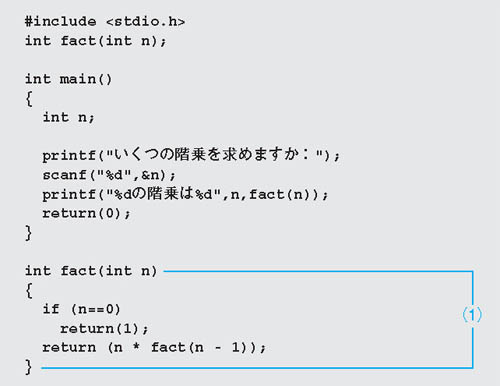 #include <stdio.h>
int fact(int n);
int main()
{
int n;
printf("いくつの階乗を求めますか：");
scanf("%d",&n);
printf("%dの階乗は%d",n,fact(n));
return(0);
}
int fact(int n)
{
if (n==0)
return(1);
return (n * fact(n - 1));
}
(1)